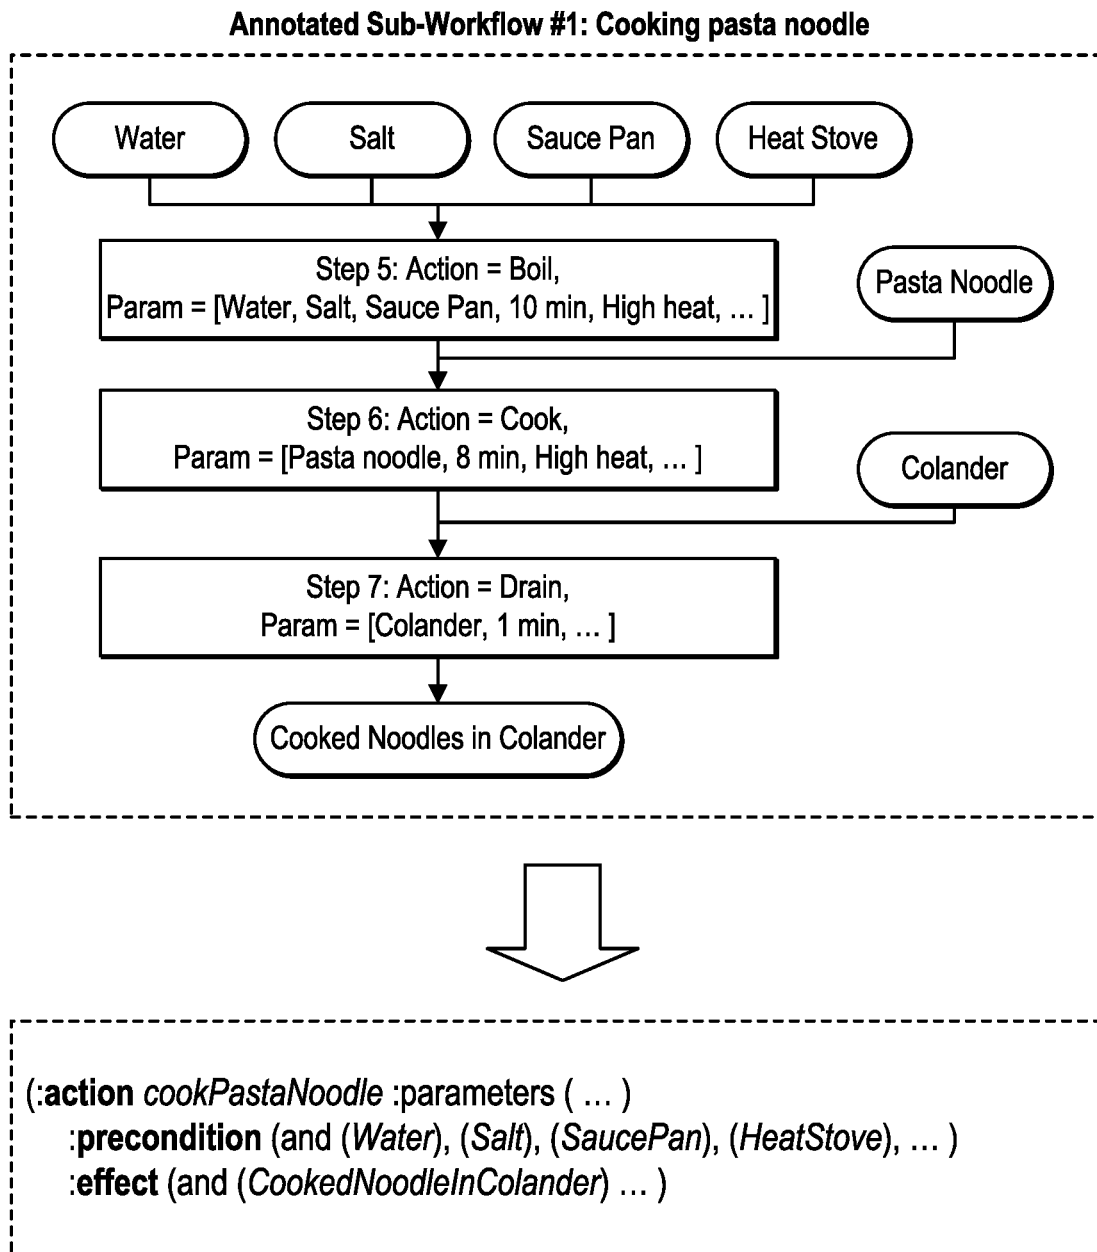 Annotated Sub-Workflow #1: Cooking pasta noodle
Water
Salt
Sauce Pan
Heat Stove
Step 5: Action = Boil,
Param = [Water, Salt, Sauce Pan, 10 min, High heat, ... ]
Pasta Noodle
Step 6: Action = Cook,
Param = [Pasta noodle, 8 min, High heat, ... ]
Colander
Step 7: Action = Drain,
Param = [Colander, 1 min, ... ]
Cooked Noodles in Colander
(:action cookPastaNoodle :parameters ( ... )
:precondition (and (Water), (Salt), (SaucePan), (HeatStove), ... )
:effect (and (CookedNoodleInColander) ... )